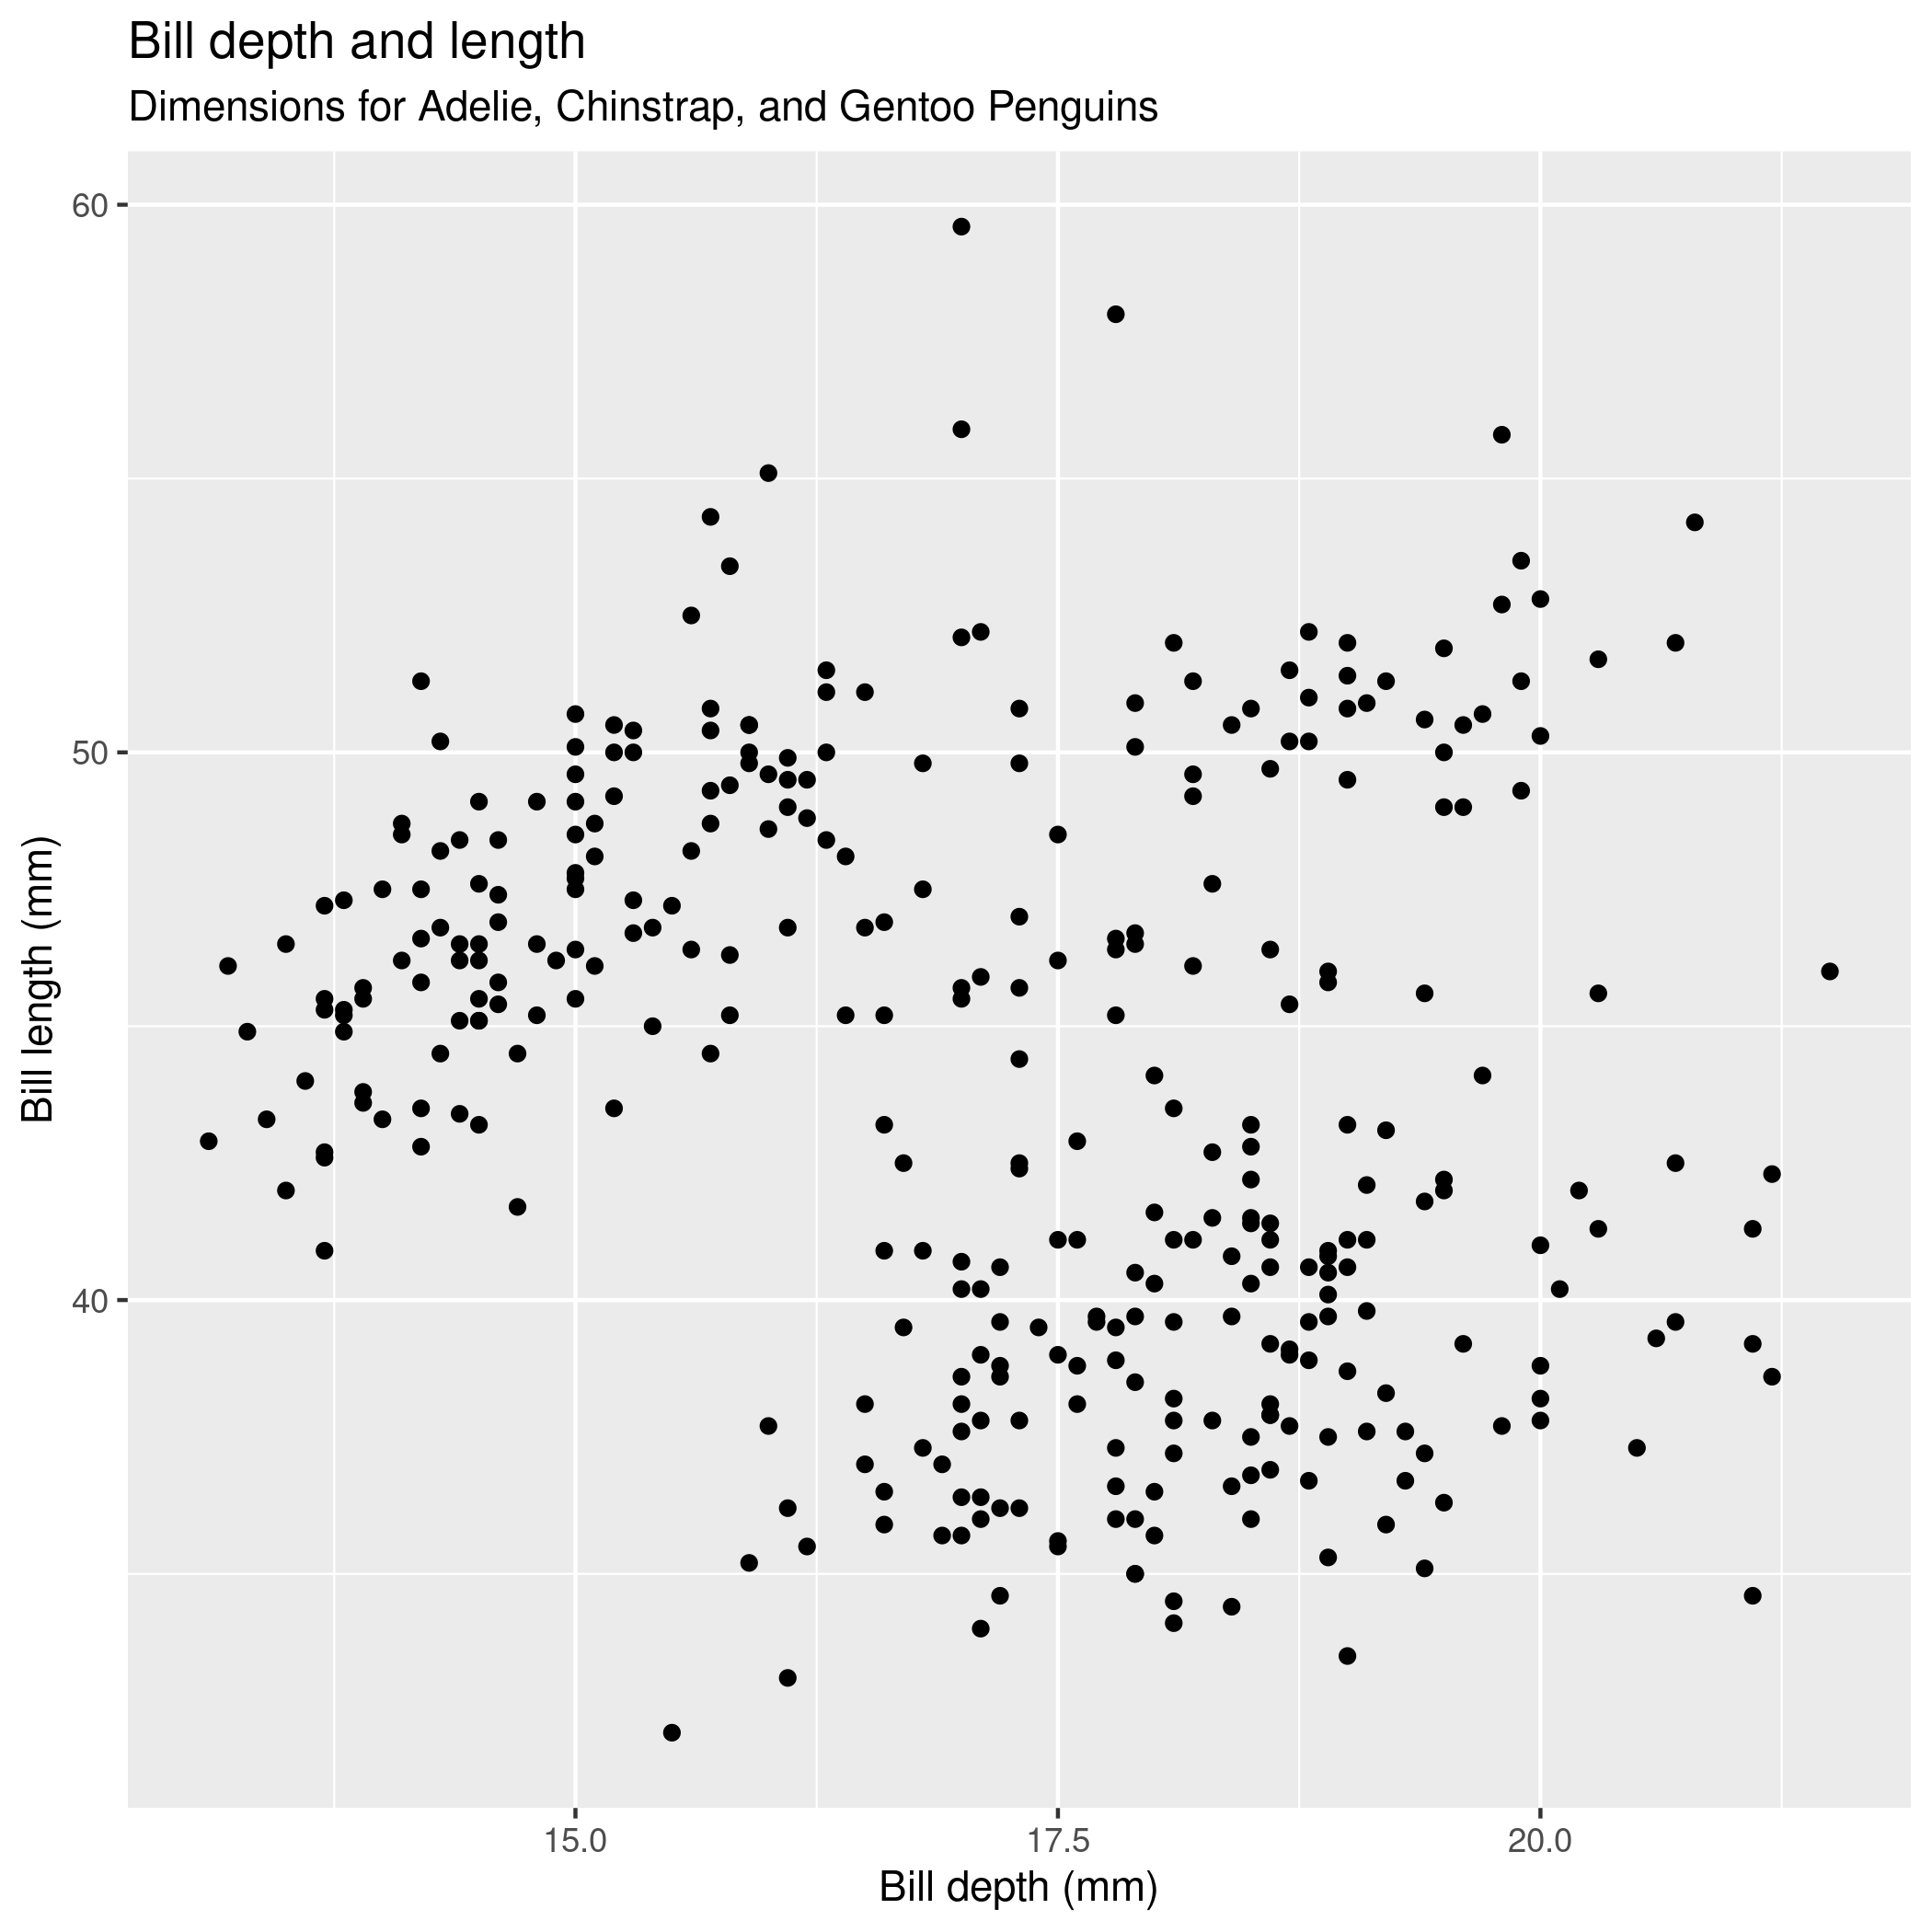 Bill depth and length
Dimensions for Adelie, Chinstrap, and Gentoo Penguins
60
50
40
Bill length (mm)
15.0 17.5 20.0
Bill depth (mm)